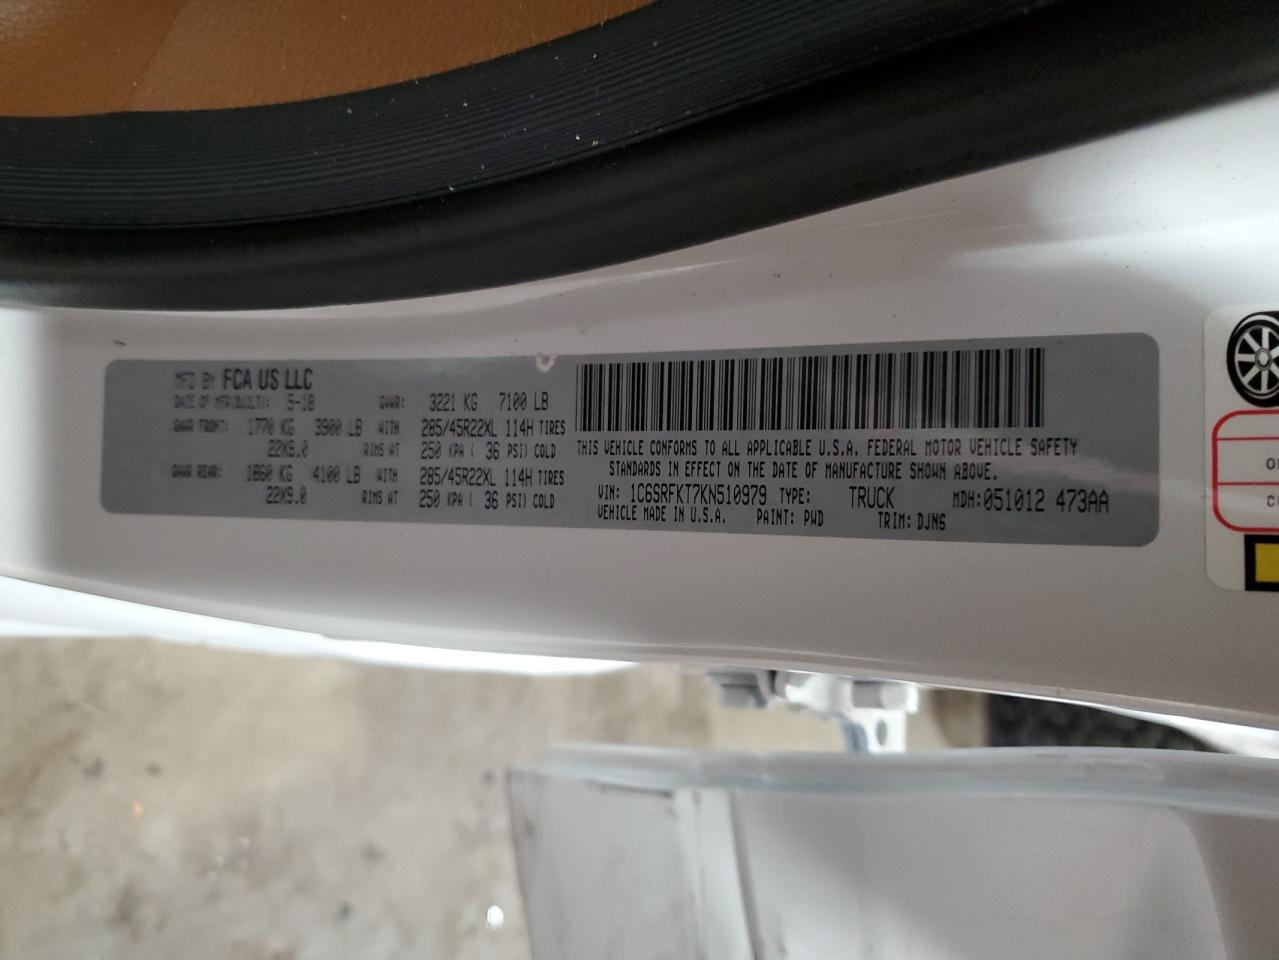 MFD BY FCA US LLC
DATE OF MFR(BUILT): 5-18 GVWR: 3221 KG 7100 LB
GAWR FRONT: 1770 KG 3900 LB WITH 285/45R22XL 114H TIRES
22X9.0 RIMS AT 250 KPA ( 36 PSI) COLD
GAWR REAR: 1860 KG 4100 LB WITH 285/45R22XL 114H TIRES
22X9.0 RIMS AT 250 KPA ( 36 PSI) COLD
THIS VEHICLE CONFORMS TO ALL APPLICABLE U.S.A. FEDERAL MOTOR VEHICLE SAFETY
STANDARDS IN EFFECT ON THE DATE OF MANUFACTURE SHOWN ABOVE.
VIN: 1C6SRFKT7KN510979 TYPE: TRUCK MDH:051012 473AA
VEHICLE MADE IN U.S.A. PAINT: PWD TRIM: DJN6